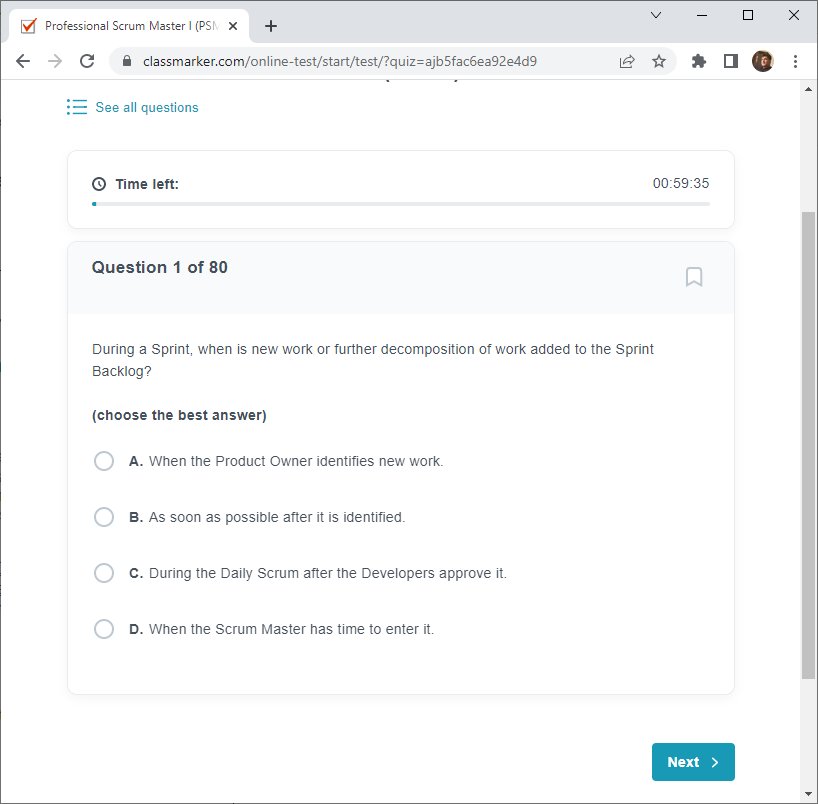 Professional Scrum Master I (PSM
classmarker.com/online-test/start/test/?quiz=ajb5fac6ea92e4d9
See all questions
Time left:
00:59:35
Question 1 of 80
During a Sprint, when is new work or further decomposition of work added to the Sprint
Backlog?
(choose the best answer)
A. When the Product Owner identifies new work.
B. As soon as possible after it is identified.
C. During the Daily Scrum after the Developers approve it.
D. When the Scrum Master has time to enter it.
Next